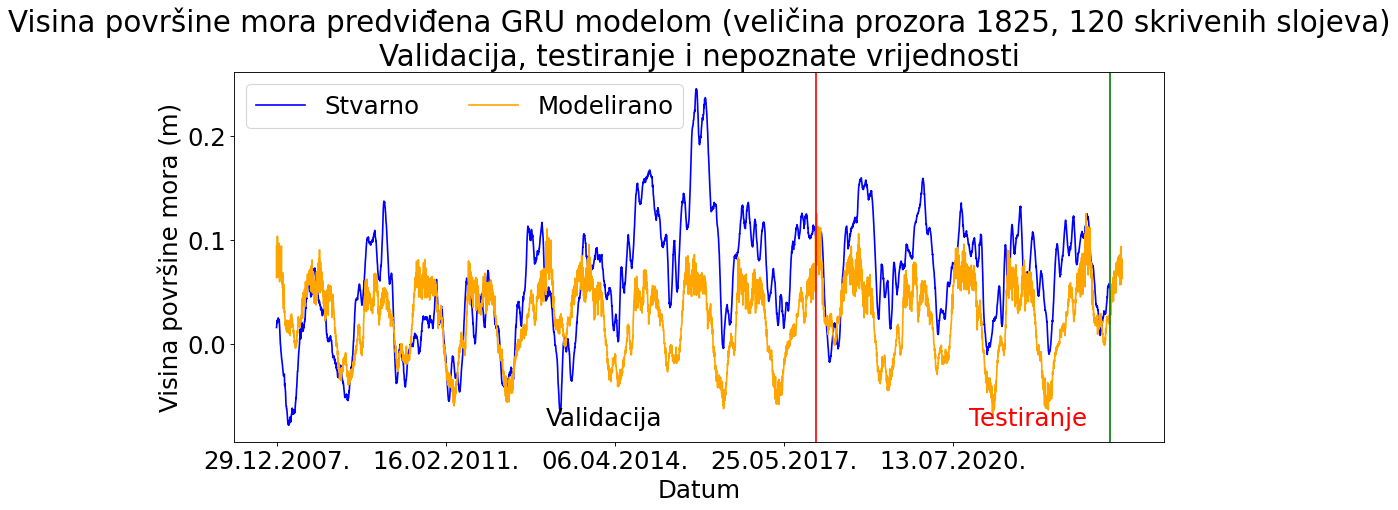 Visina površine mora predviđena GRU modelom (veličina prozora 1825, 120 skrivenih slojeva)
Validacija, testiranje i nepoznate vrijednosti
Stvarno
Modelirano
Visina površine mora (m)
0.2
0.1
0.0
Validacija
Testiranje
29.12.2007.
16.02.2011.
06.04.2014.
25.05.2017.
13.07.2020.
Datum